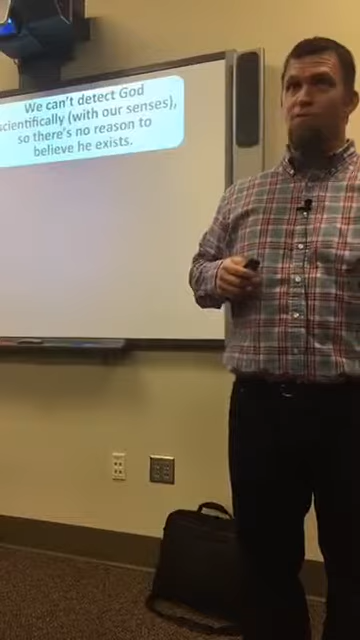 We can't detect God
scientifically (with our senses),
so there's no reason to
believe he exists.